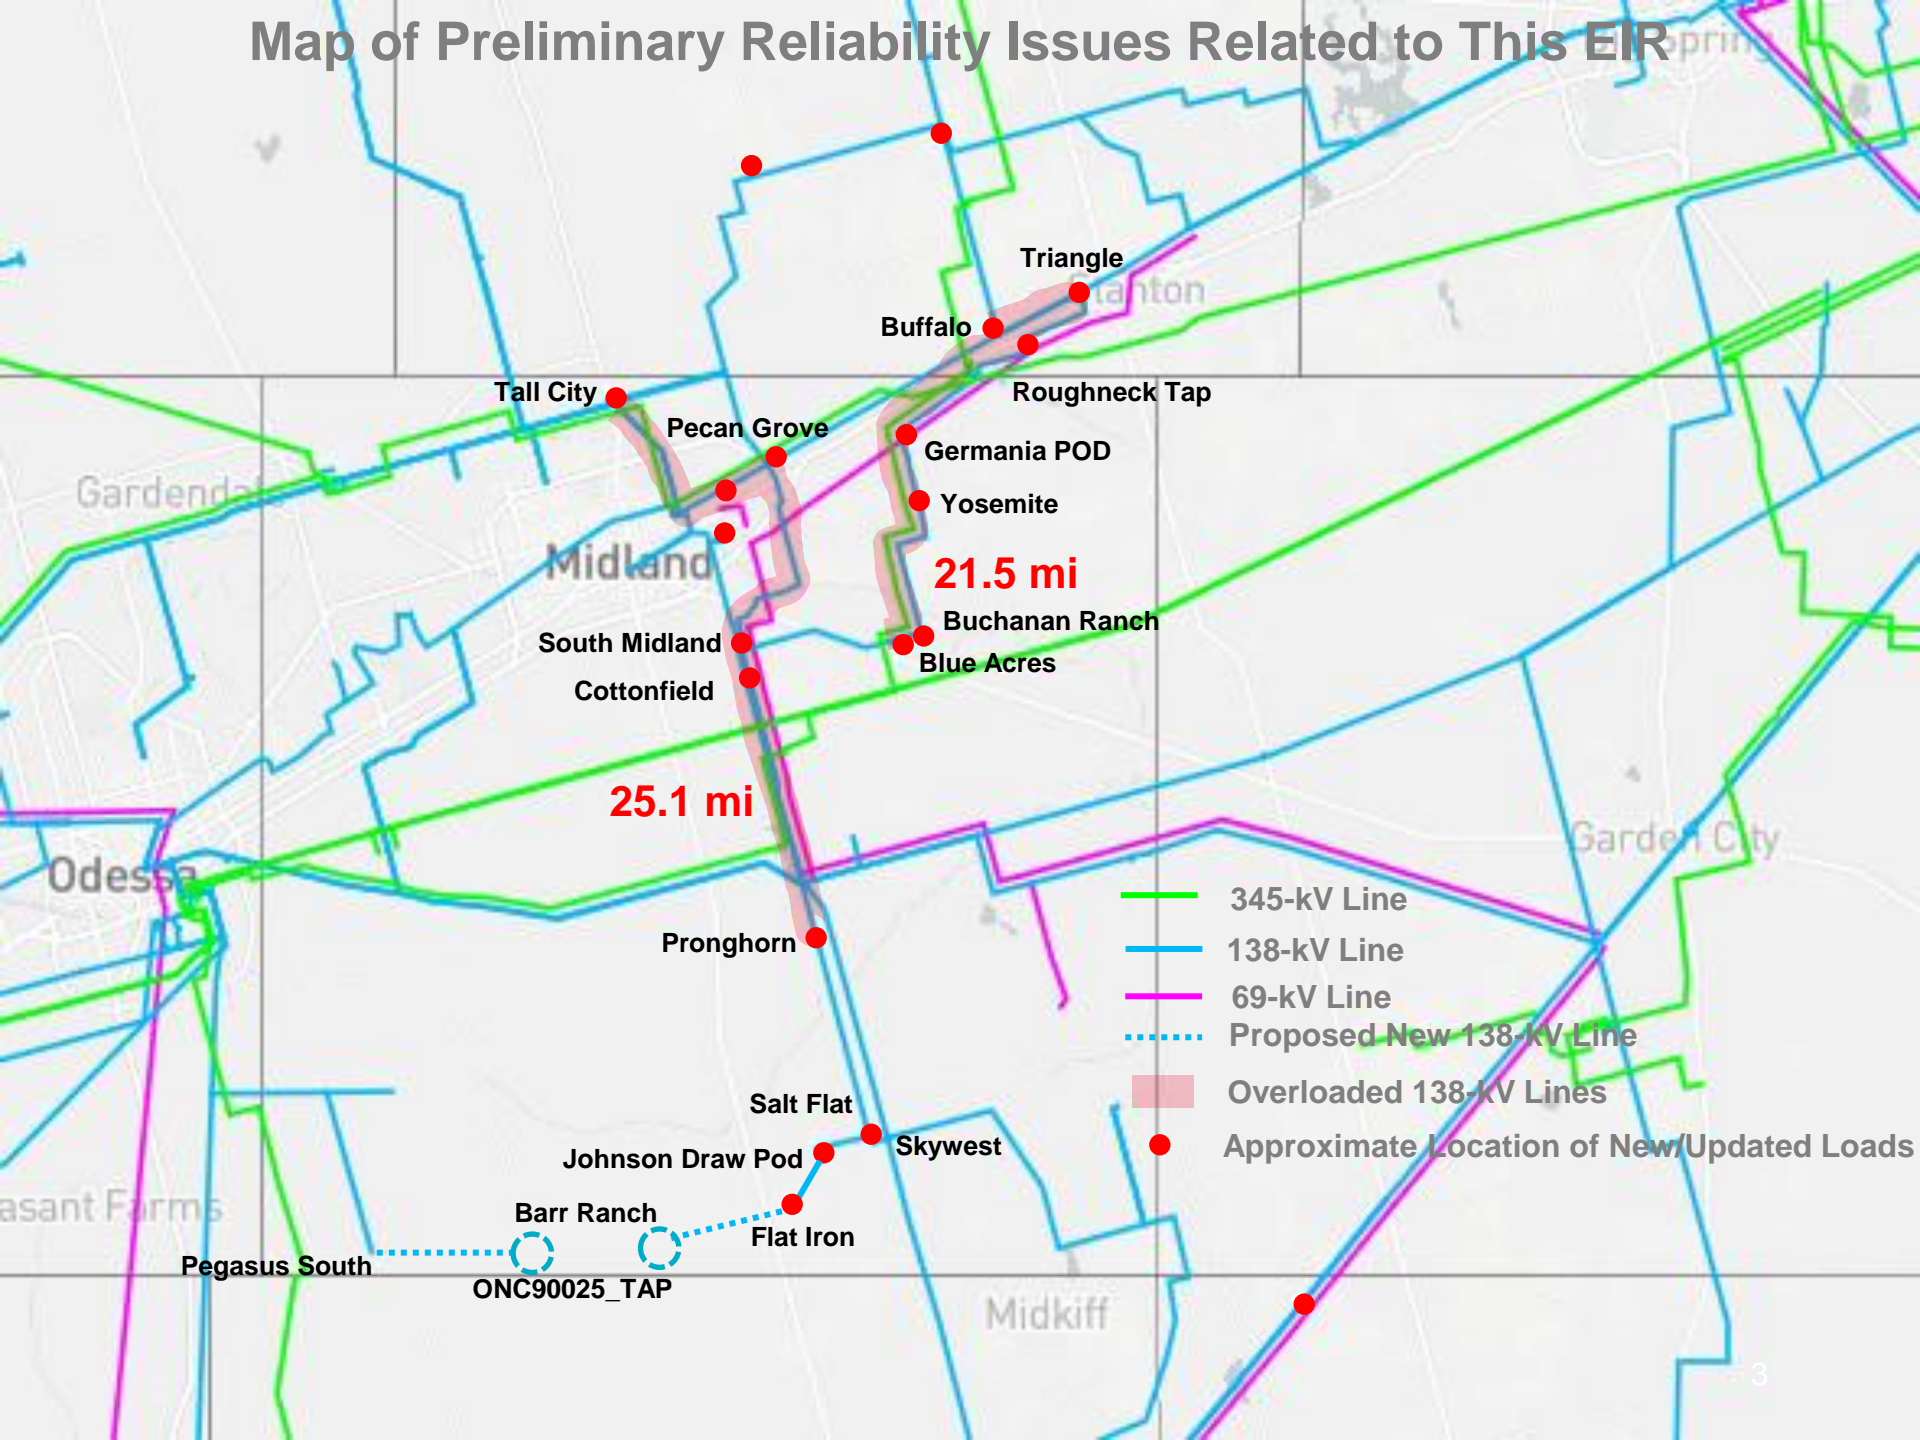 Map of Preliminary Reliability Issues Related to This EIR
Spring
Triangle
Stanton
Buffalo
Tall City
Roughneck Tap
Pecan Grove
Germania POD
Gardendale
Yosemite
Midland
21.5 mi
Buchanan Ranch
South Midland
Blue Acres
Cottonfield
25.1 mi
Garden City
Odessa
345-kV Line
Pronghorn
138-kV Line
69-kV Line
Proposed New 138-kV Line
Overloaded 138-kV Lines
Salt Flat
Skywest
Approximate Location of New/Updated Loads
Johnson Draw Pod
asant Farms
Barr Ranch
Flat Iron
Pegasus South
ONC90025_TAP
Midkiff
3